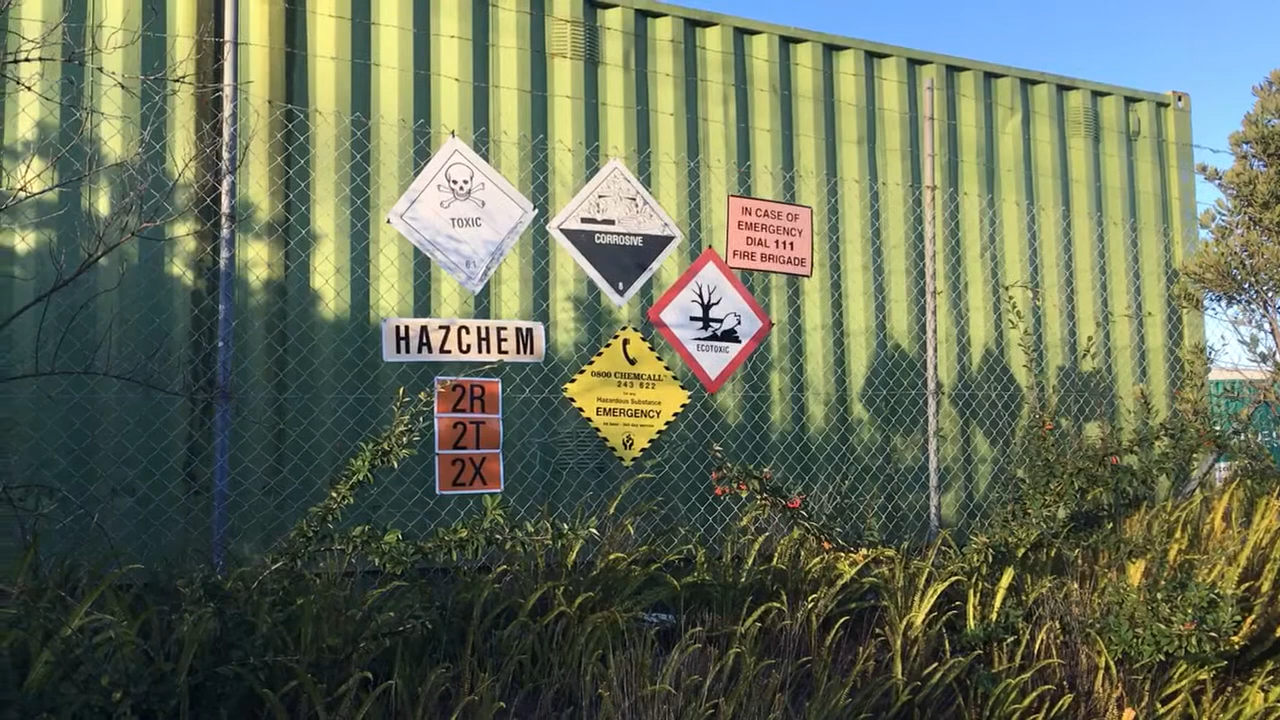 TOXIC
6.1
CORROSIVE
8
IN CASE OF
EMERGENCY
DIAL 111
FIRE BRIGADE
ECOTOXIC
HAZCHEM
2R
2T
2X
0800 CHEMCALL
243 622
Hazardous Substance
EMERGENCY